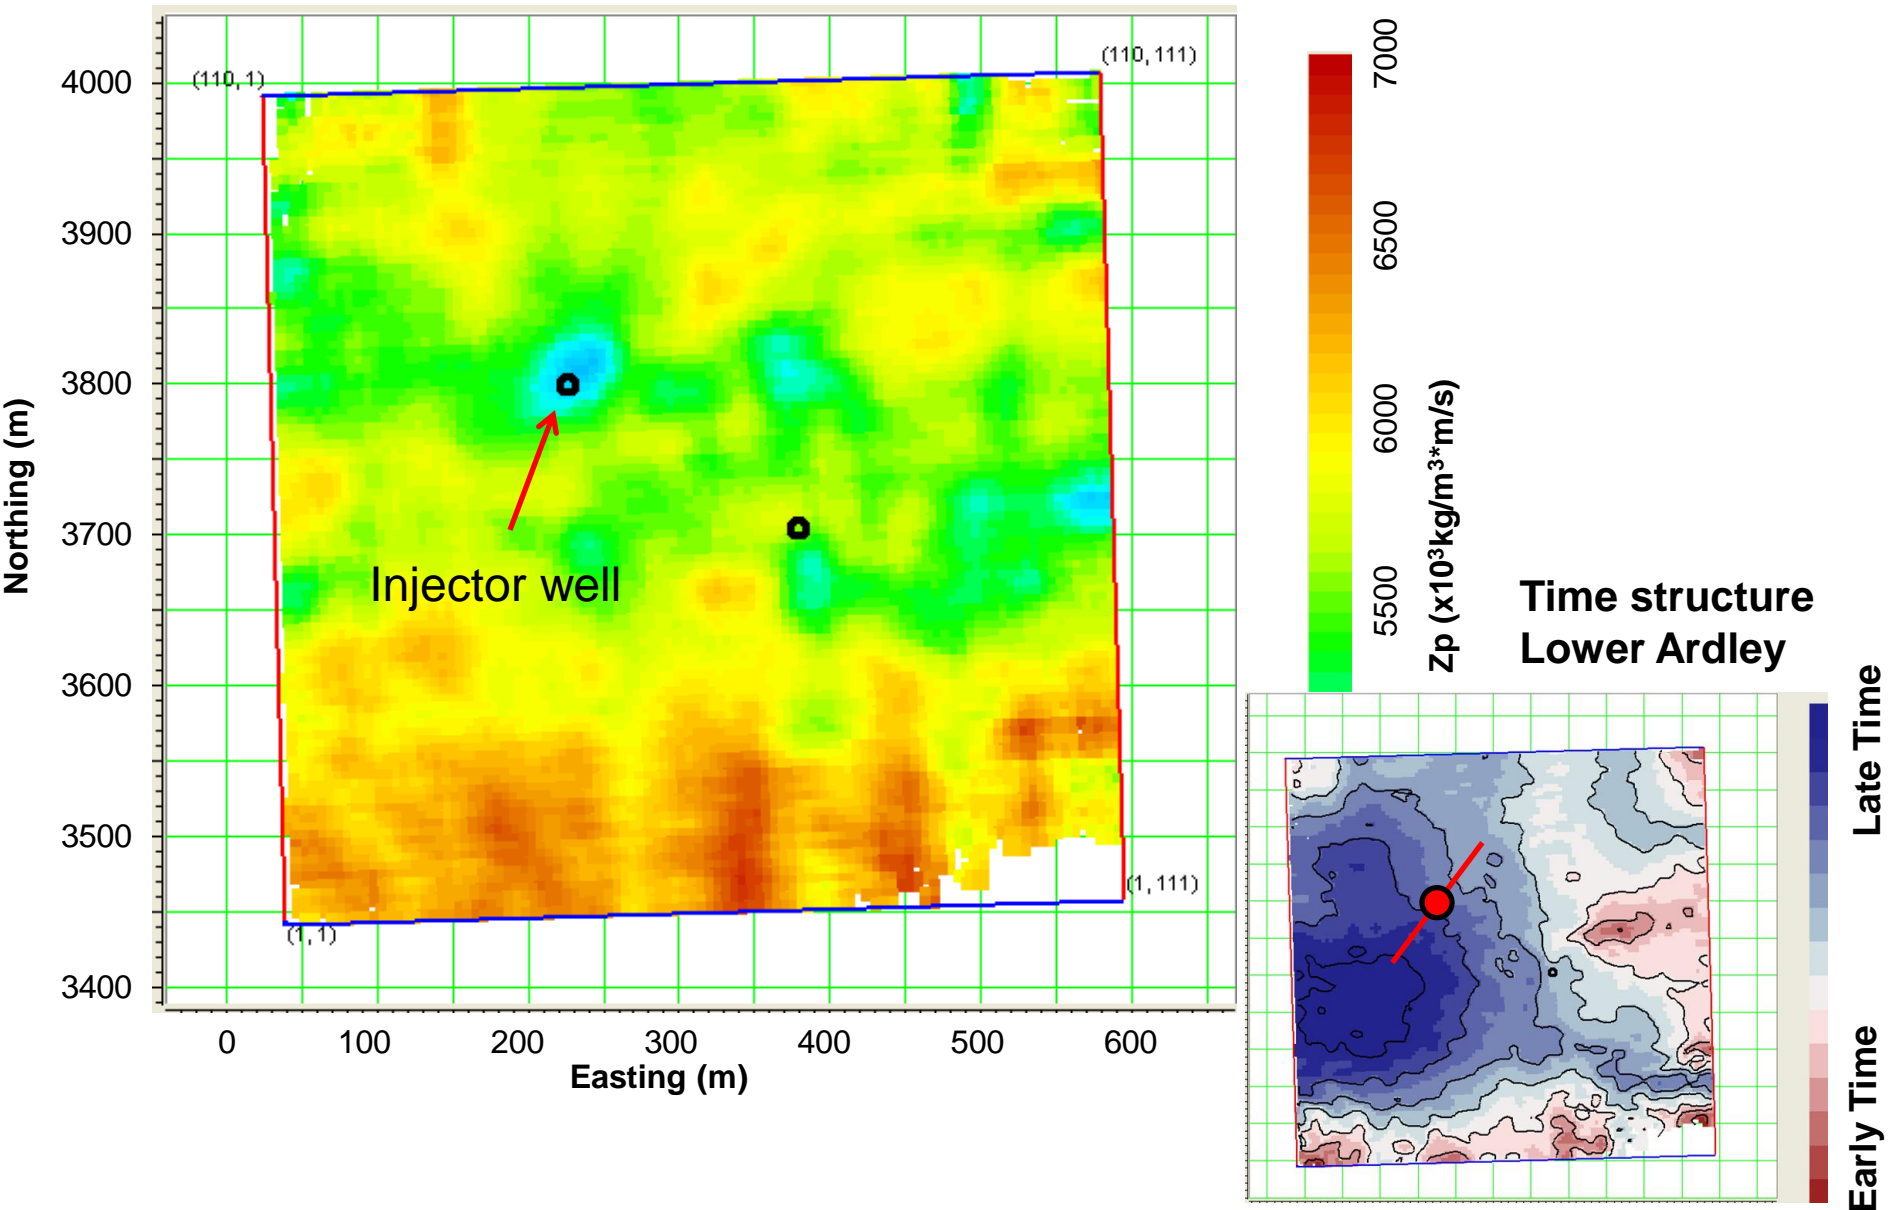 (110,1)
(110,111)
4000
3900
3800
3700
3600
3500
3400
Northing (m)
Injector well
(1,1)
(1,111)
0 100 200 300 400 500 600
Easting (m)
7000
6500
6000
5500
Zp (x10³kg/m³*m/s)
Time structure
Lower Ardley
Late Time
Early Time